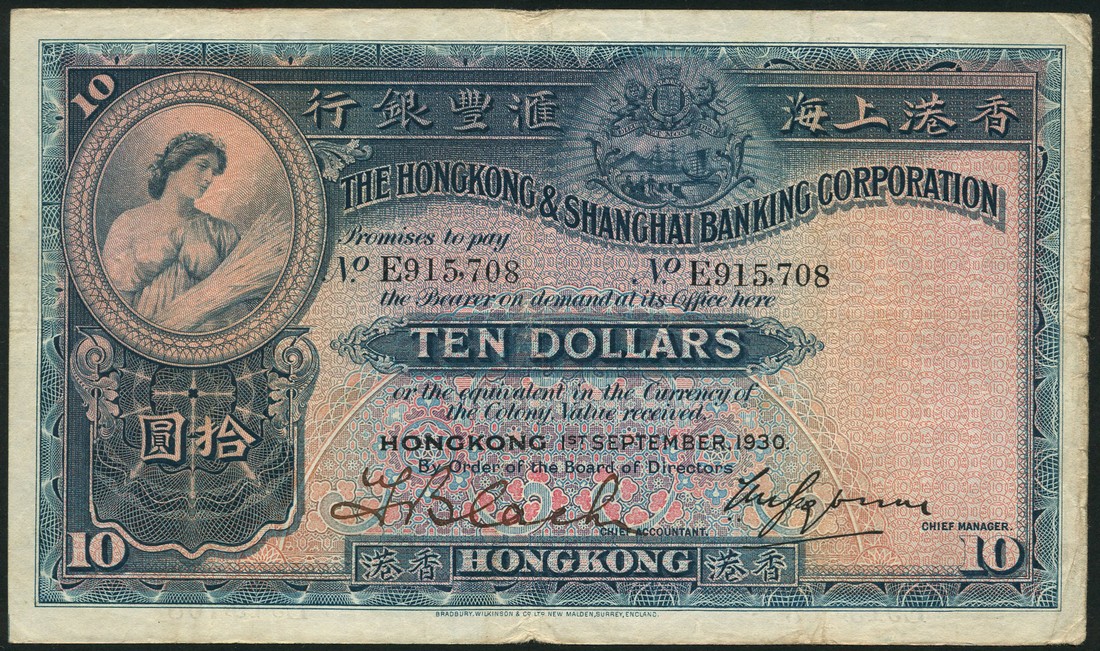 10
香港上海滙豐銀行
THE HONGKONG & SHANGHAI BANKING CORPORATION
Promises to pay
No. E915,708 No. E915,708
the Bearer on demand at its Office here
TEN DOLLARS
or the equivalent in the Currency of
the Colony, Value received.
拾圓
HONGKONG 1ST SEPTEMBER, 1930.
By Order of the Board of Directors
CHIEF ACCOUNTANT.
CHIEF MANAGER.
10 香港 HONGKONG 香港 10
BRADBURY, WILKINSON & Co. LTD. NEW MALDEN, SURREY, ENGLAND.